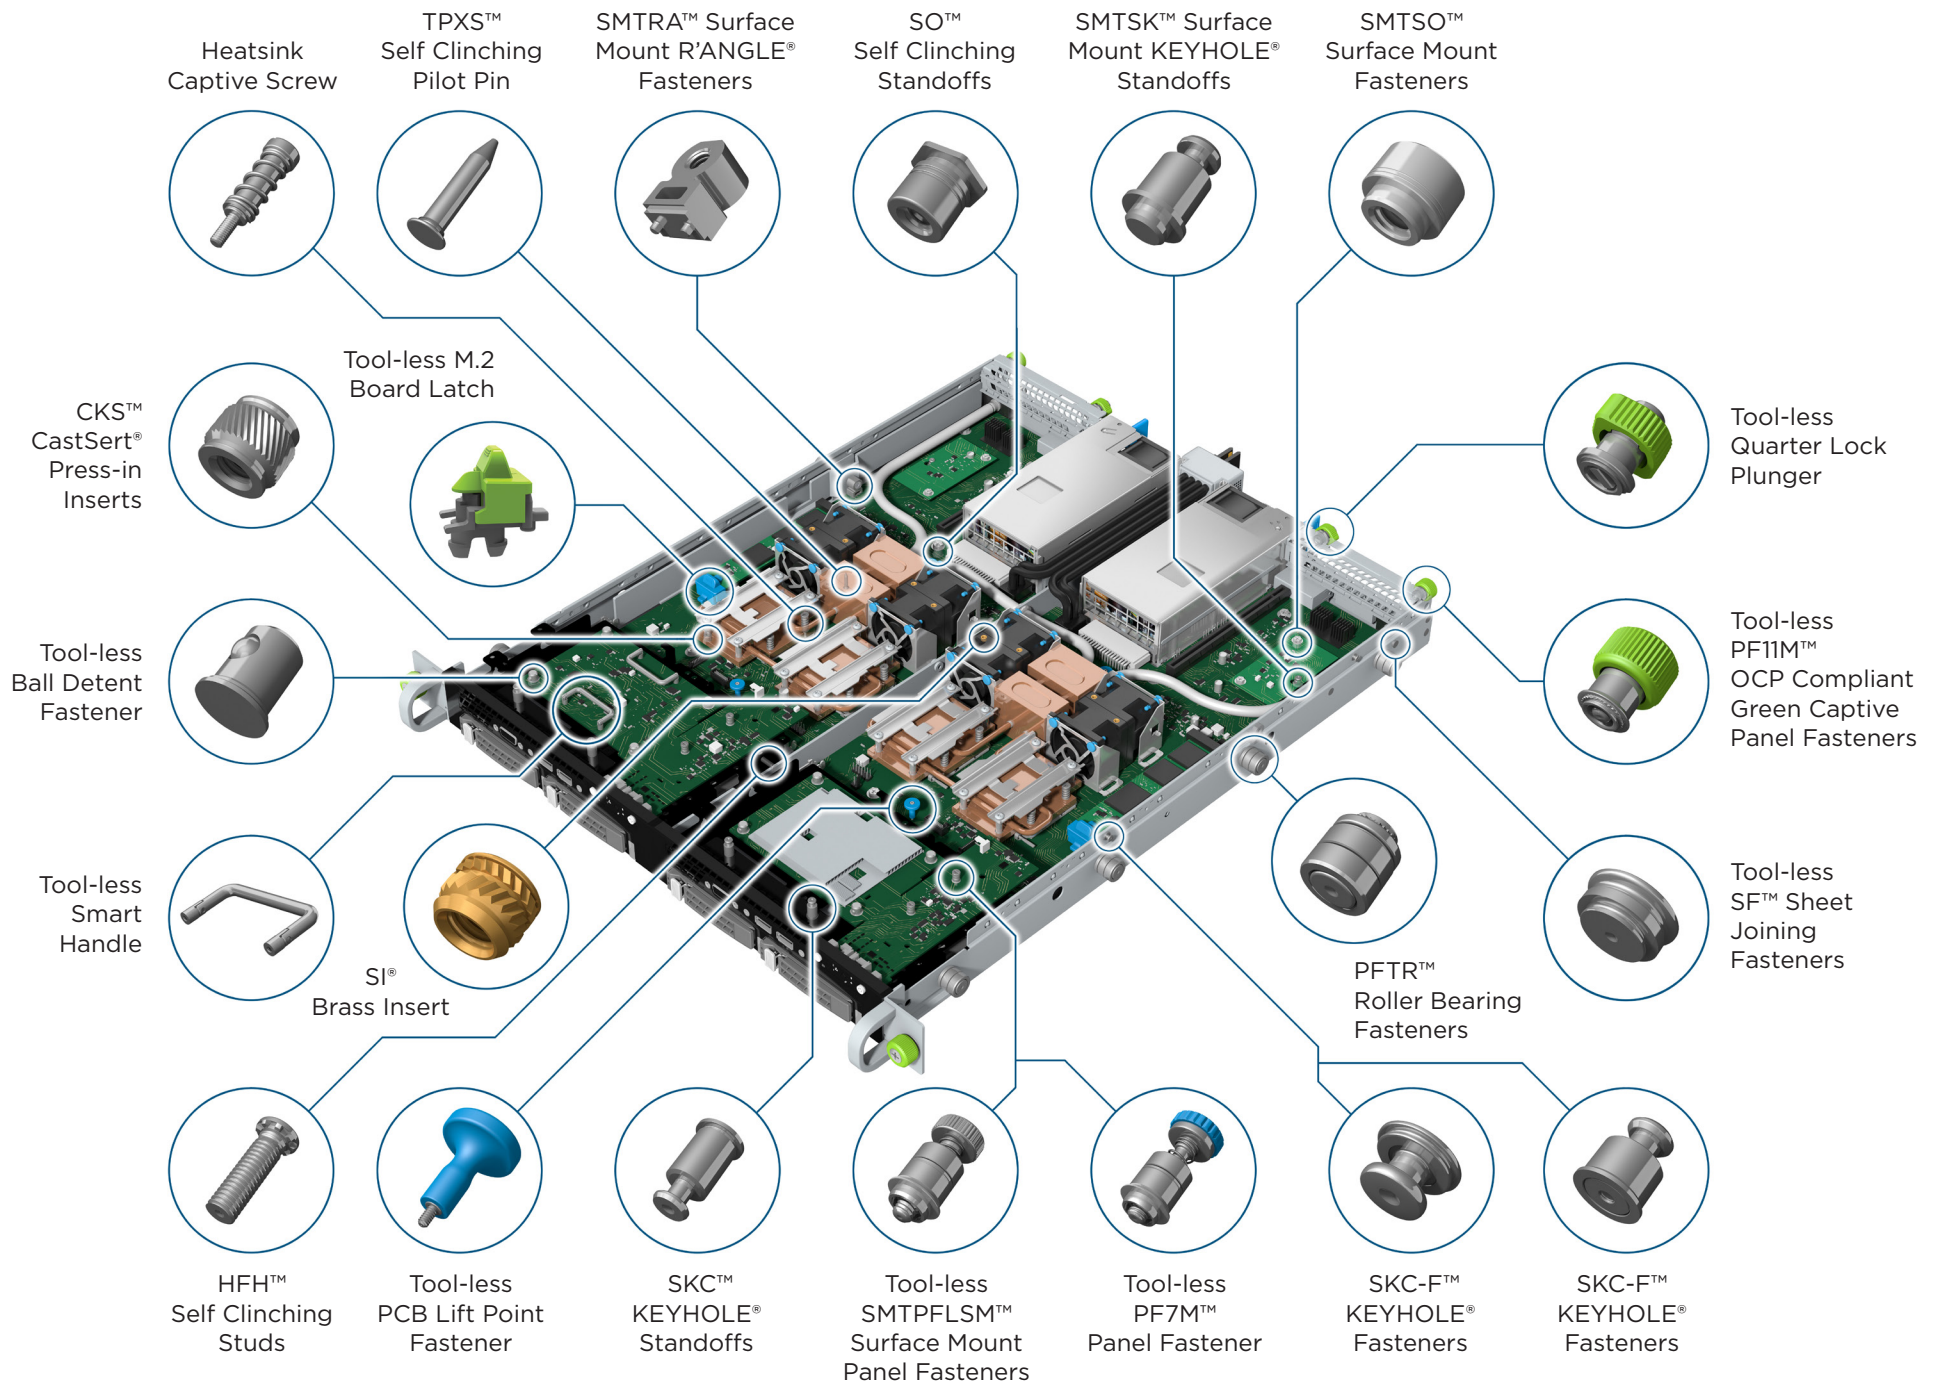 Heatsink
Captive Screw
TPXS™
Self Clinching
Pilot Pin
SMTRA™ Surface
Mount R’ANGLE®
Fasteners
SO™
Self Clinching
Standoffs
SMTSK™ Surface
Mount KEYHOLE®
Standoffs
SMTSO™
Surface Mount
Fasteners
Tool-less M.2
Board Latch
CKS™
CastSert®
Press-in
Inserts
Tool-less
Quarter Lock
Plunger
Tool-less
Ball Detent
Fastener
Tool-less
PF11M™
OCP Compliant
Green Captive
Panel Fasteners
Tool-less
Smart
Handle
SI®
Brass Insert
PFTR™
Roller Bearing
Fasteners
Tool-less
SF™ Sheet
Joining
Fasteners
HFH™
Self Clinching
Studs
Tool-less
PCB Lift Point
Fastener
SKC™
KEYHOLE®
Standoffs
Tool-less
SMTPFLSM™
Surface Mount
Panel Fasteners
Tool-less
PF7M™
Panel Fastener
SKC-F™
KEYHOLE®
Fasteners
SKC-F™
KEYHOLE®
Fasteners